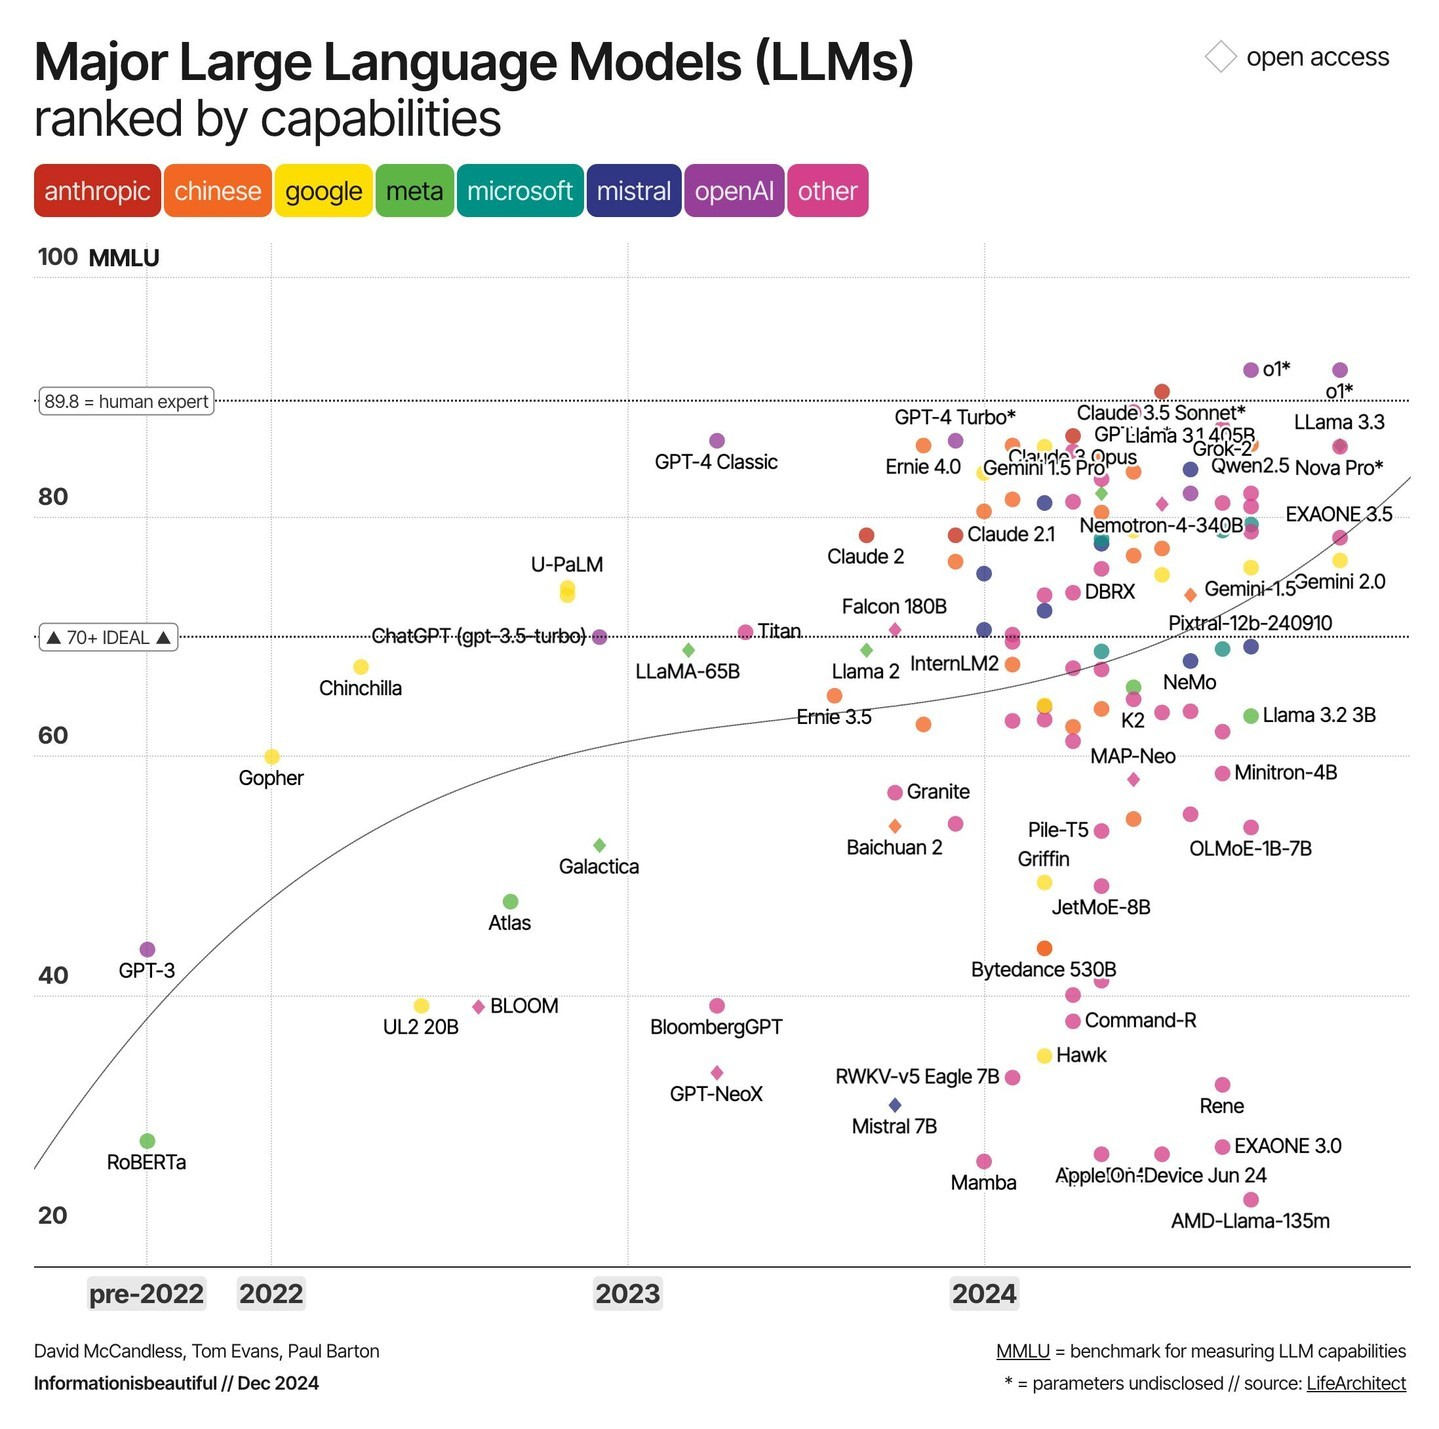 Major Large Language Models (LLMs)
ranked by capabilities
open access
anthropic chinese google meta microsoft mistral openAI other
100 MMLU
o1*
o1*
89.8 = human expert
Claude 3.5 Sonnet*
GPT-4 Turbo*
LLama 3.3
Llama 3.1 405B
Grok-2
GPT-4 Classic
Ernie 4.0
Claude 3 Opus
Gemini 1.5 Pro
Qwen2.5
Nova Pro*
80
EXAONE 3.5
Nemotron-4-340B
Claude 2.1
Claude 2
U-PaLM
Gemini 2.0
Gemini-1.5
DBRX
Falcon 180B
Pixtral-12b-240910
▲ 70+ IDEAL ▲
ChatGPT (gpt-3.5-turbo)
Titan
Chinchilla
LLaMA-65B
Llama 2
InternLM2
NeMo
Ernie 3.5
K2
Llama 3.2 3B
60
MAP-Neo
Gopher
Minitron-4B
Granite
Pile-T5
Baichuan 2
OLMoE-1B-7B
Galactica
Griffin
JetMoE-8B
Atlas
GPT-3
40
Bytedance 530B
UL2 20B
BLOOM
BloombergGPT
Command-R
Hawk
RWKV-v5 Eagle 7B
GPT-NeoX
Rene
Mistral 7B
EXAONE 3.0
RoBERTa
Mamba
Apple On-Device Jun 24
20
AMD-Llama-135m
pre-2022 2022 2023 2024
David McCandless, Tom Evans, Paul Barton
MMLU = benchmark for measuring LLM capabilities
Informationisbeautiful // Dec 2024
* = parameters undisclosed // source: LifeArchitect